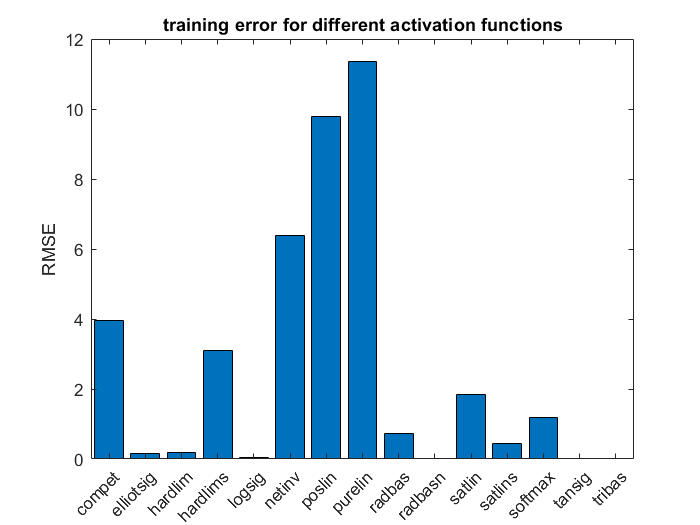 training error for different activation functions
12
10
8
6
4
2
0
RMSE
compet
elliotsig
hardlim
hardlims
logsig
netinv
poslin
purelin
radbas
radbasn
satlin
satlins
softmax
tansig
tribas